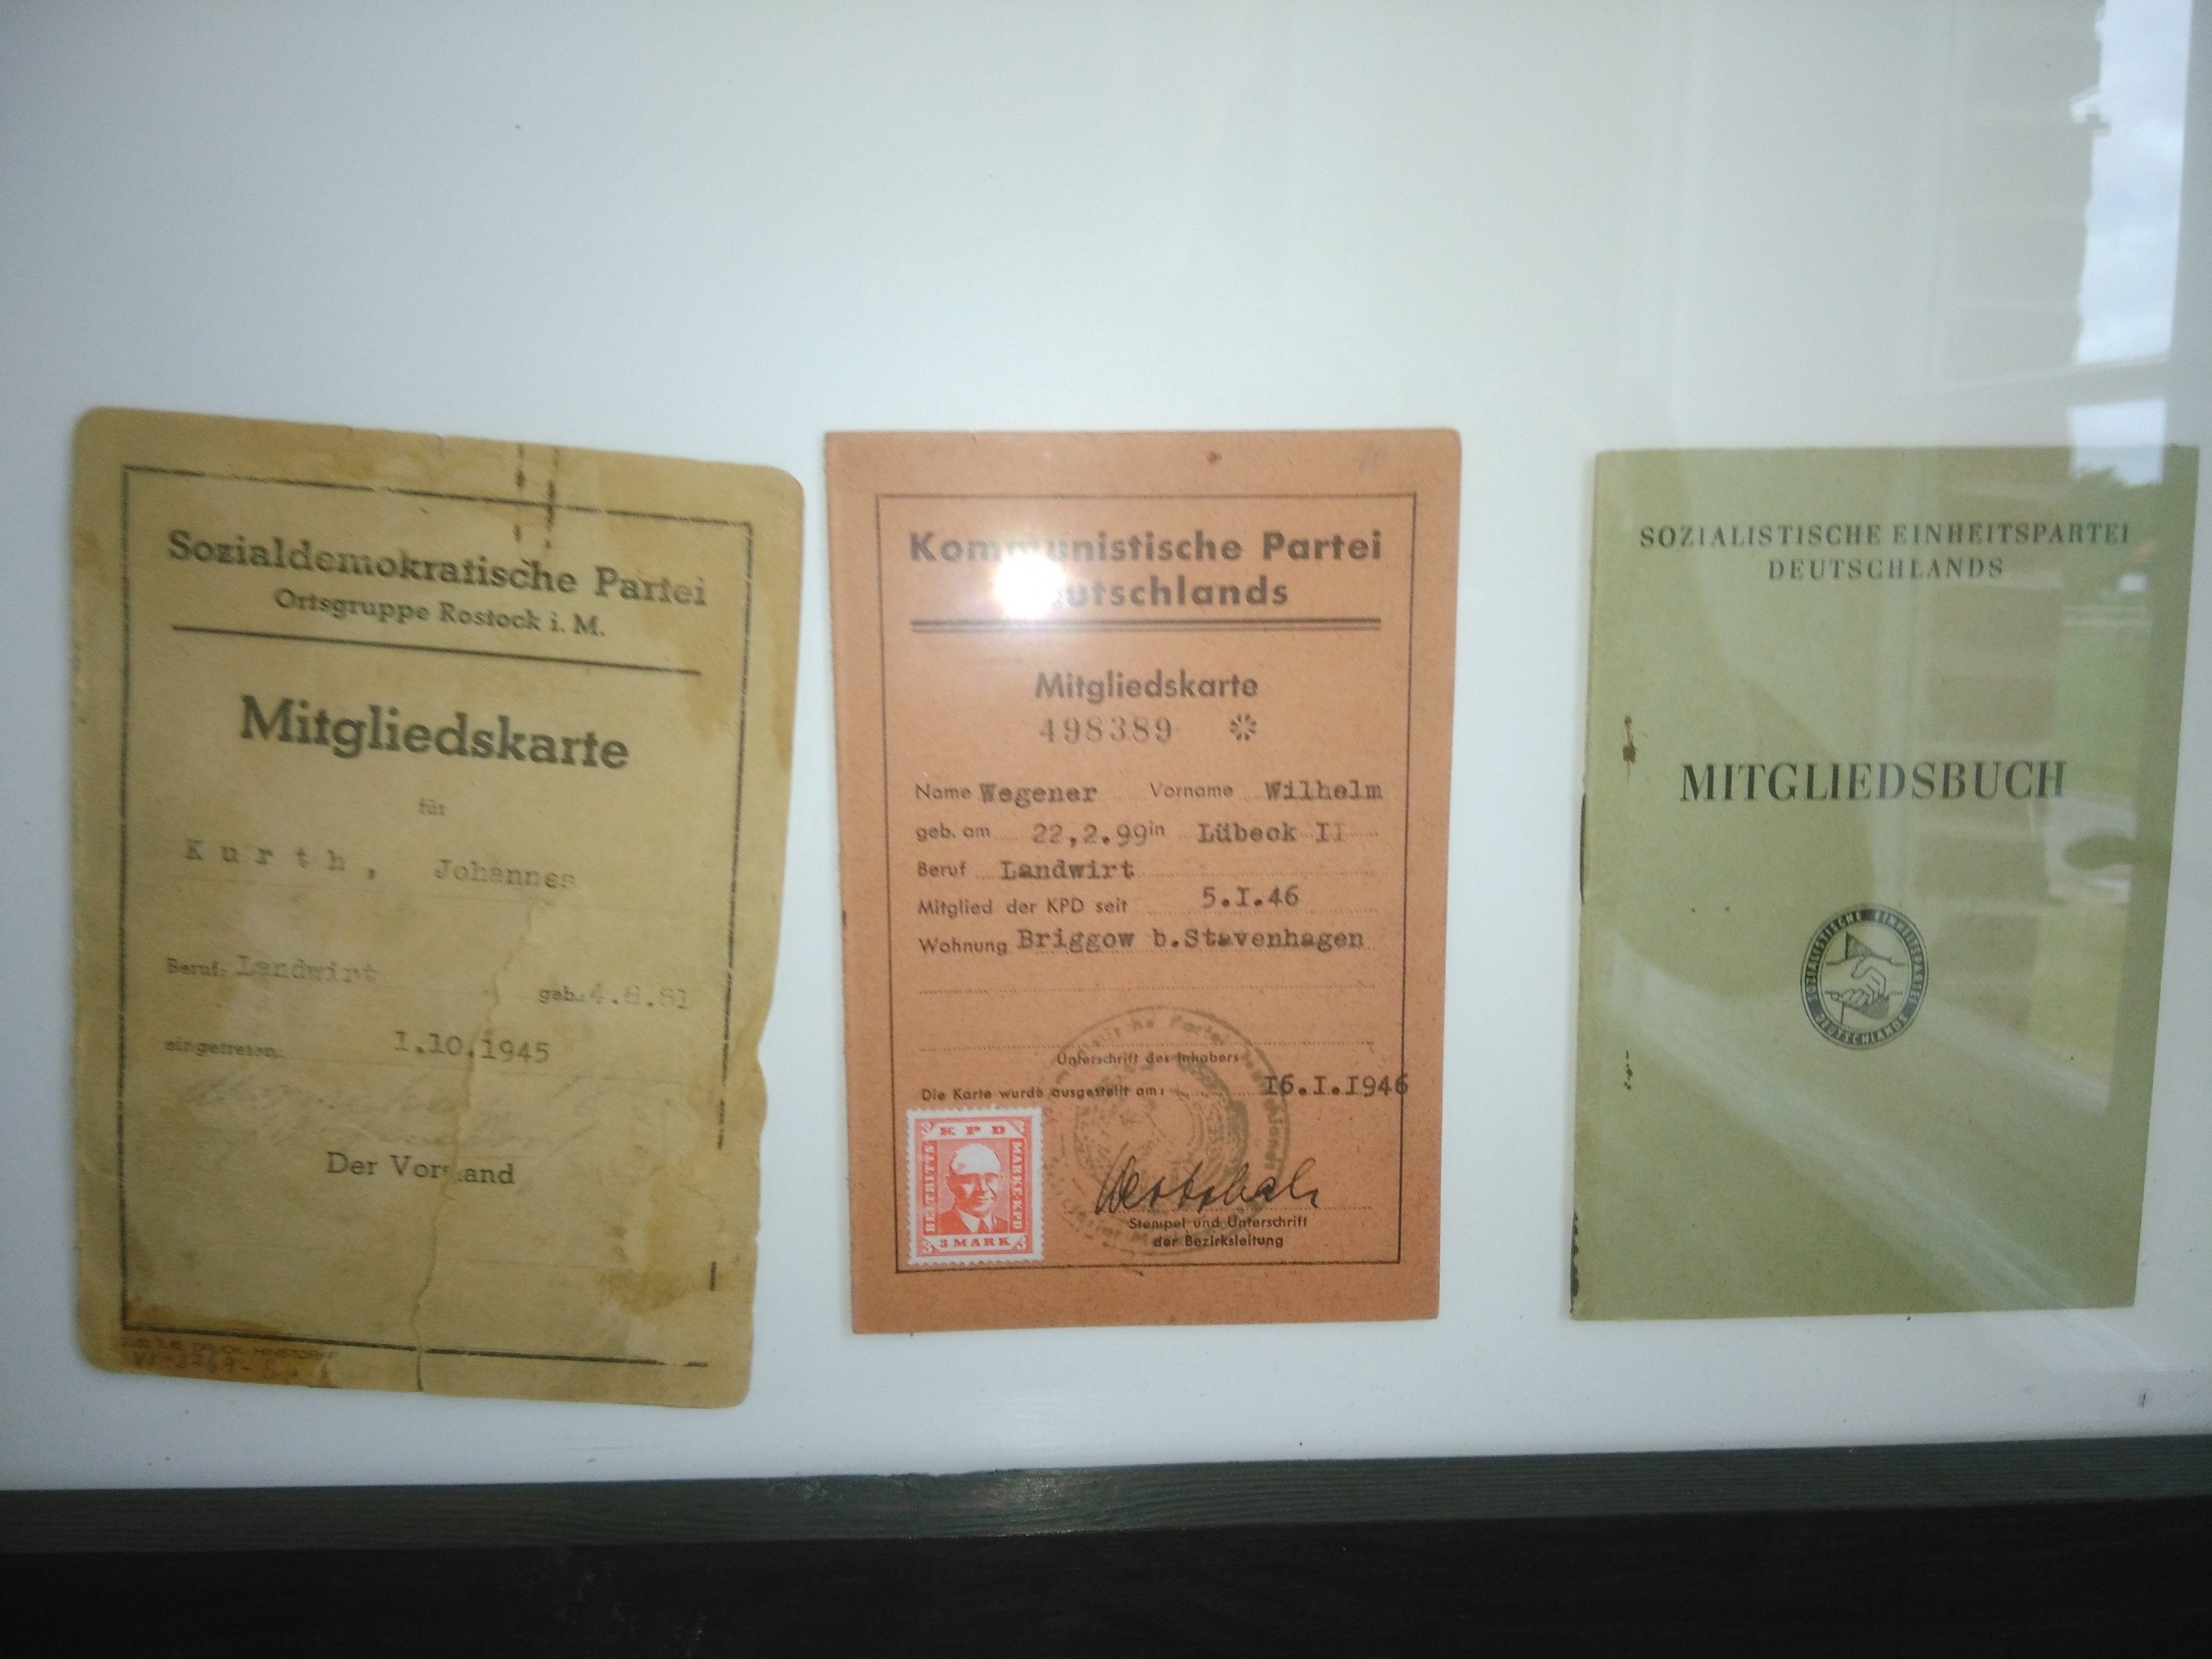 Sozialdemokratische Partei
Ortsgruppe Rostock i. M.
Mitgliedskarte
für
Kurth, Johannes
Beruf: Landwirt geb.: 4.8.81
eingetreten: 1.10.1945
Der Vorstand
Kommunistische Partei
Deutschlands
Mitgliedskarte
498389
Name Wegener Vorname Wilhelm
geb. am 22,2.99 in Lübeck II
Beruf Landwirt
Mitglied der KPD seit 5.I.46
Wohnung Briggow b.Stavenhagen
Unterschrift des Inhabers
Die Karte wurde ausgestellt am: 16.I.1946
KPD
BEITRITTS
MARKE-KPD
3 MARK
Stempel und Unterschrift
der Bezirksleitung
SOZIALISTISCHE EINHEITSPARTEI
DEUTSCHLANDS
MITGLIEDSBUCH
SOZIALISTISCHE EINHEITSPARTEI DEUTSCHLANDS